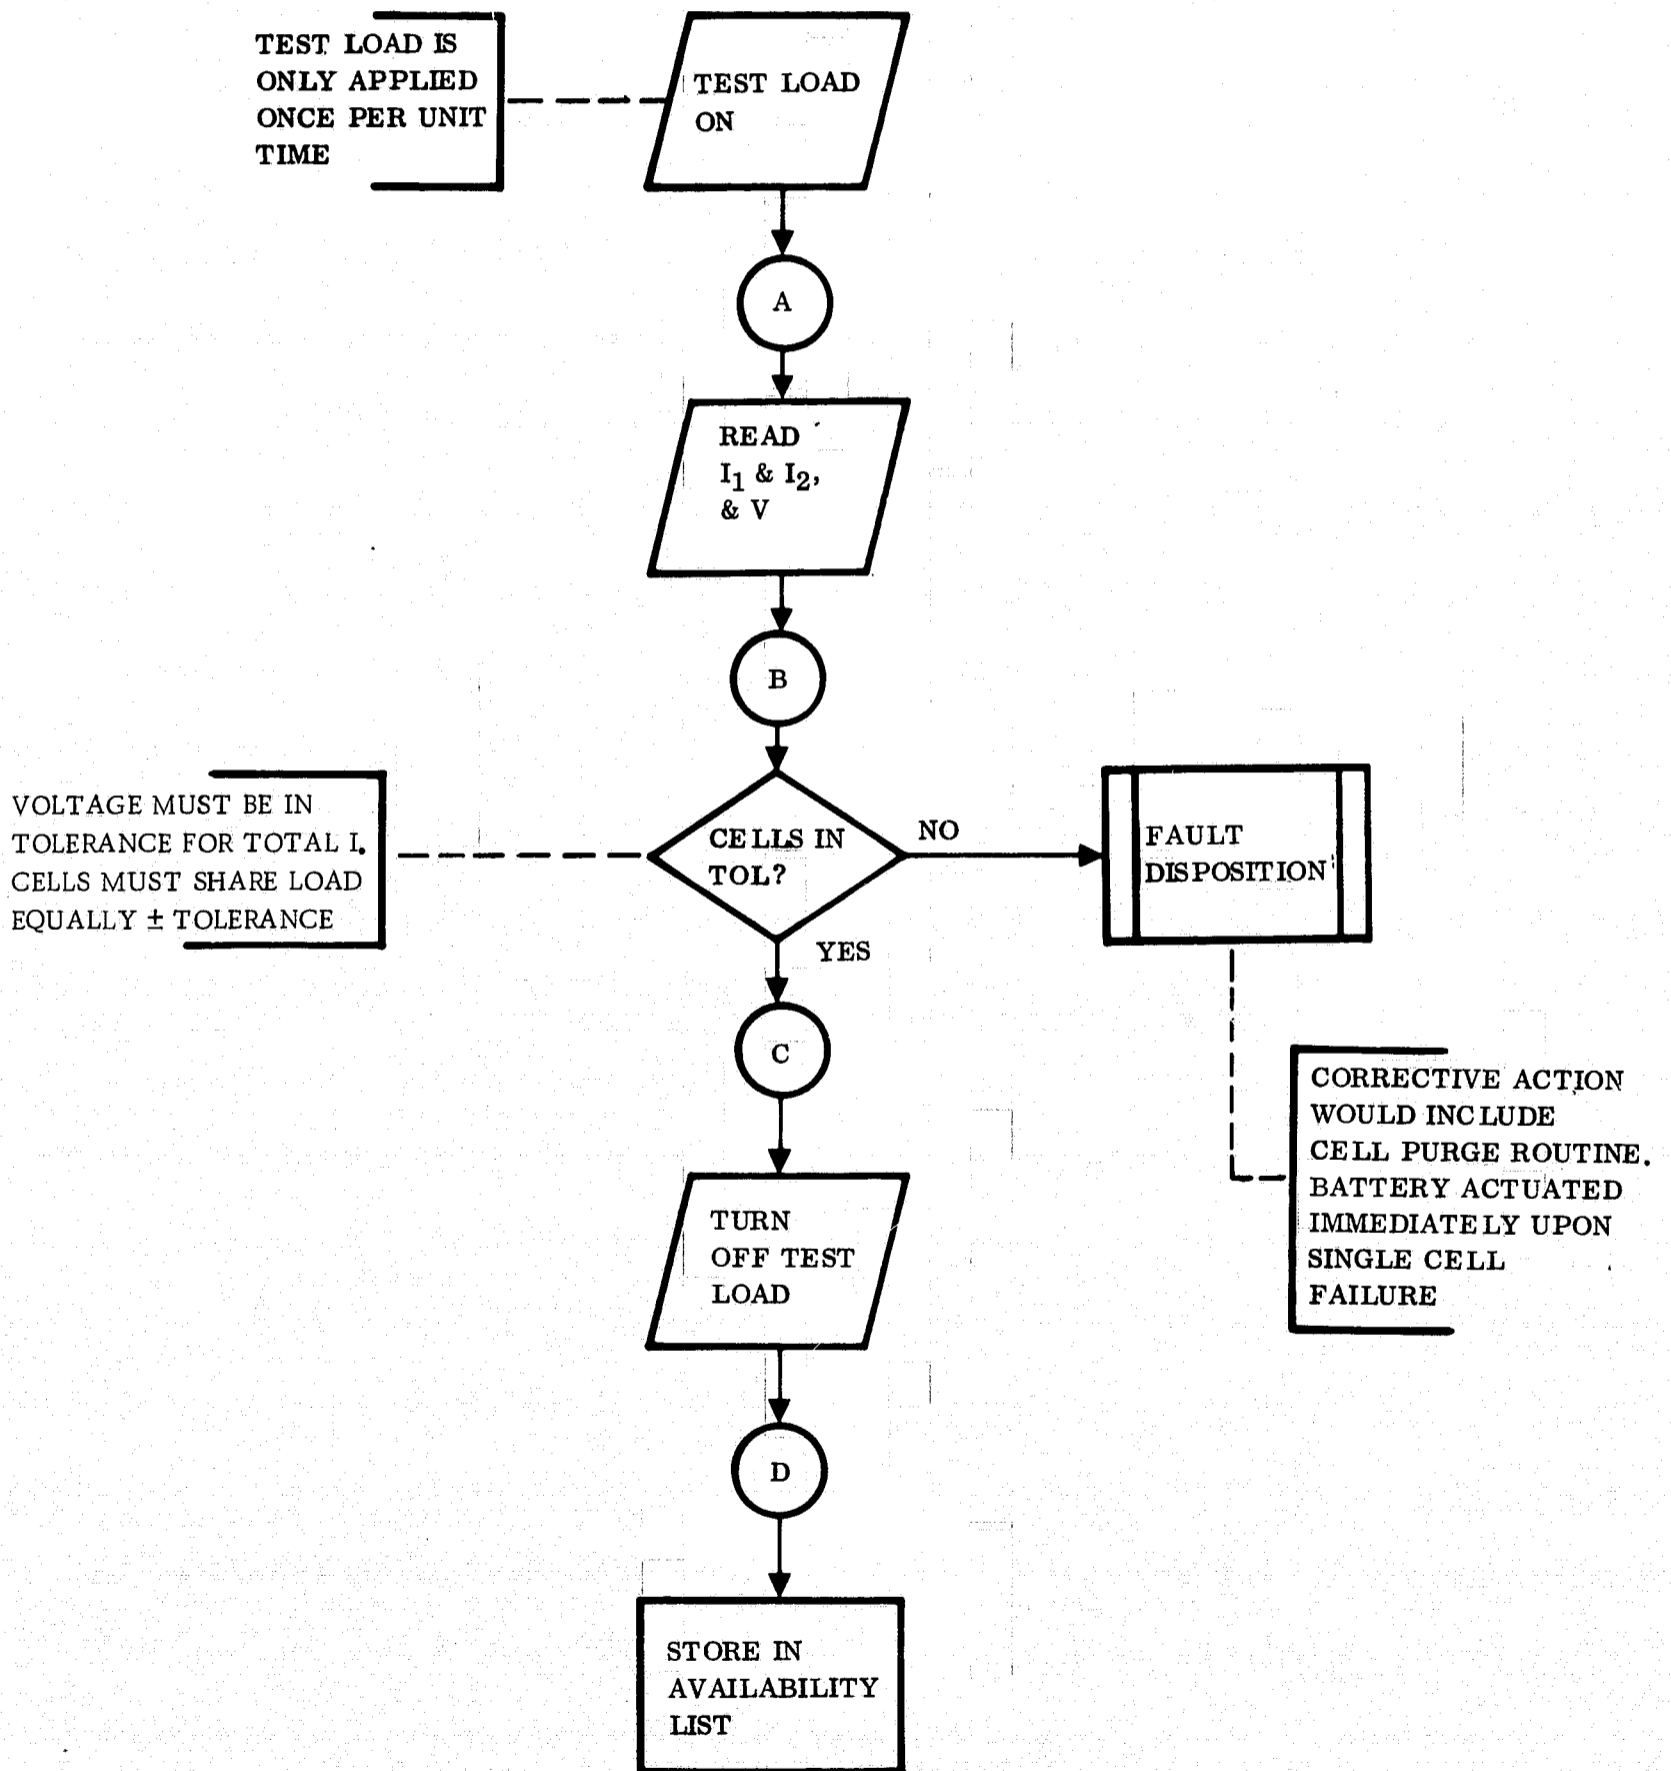 TEST LOAD IS
ONLY APPLIED
ONCE PER UNIT
TIME
TEST LOAD
ON
A
READ
I₁ & I₂,
& V
B
VOLTAGE MUST BE IN
TOLERANCE FOR TOTAL I.
CELLS MUST SHARE LOAD
EQUALLY ± TOLERANCE
CELLS IN
TOL?
NO
FAULT
DISPOSITION
YES
C
CORRECTIVE ACTION
WOULD INCLUDE
CELL PURGE ROUTINE.
BATTERY ACTUATED
IMMEDIATELY UPON
SINGLE CELL
FAILURE
TURN
OFF TEST
LOAD
D
STORE IN
AVAILABILITY
LIST